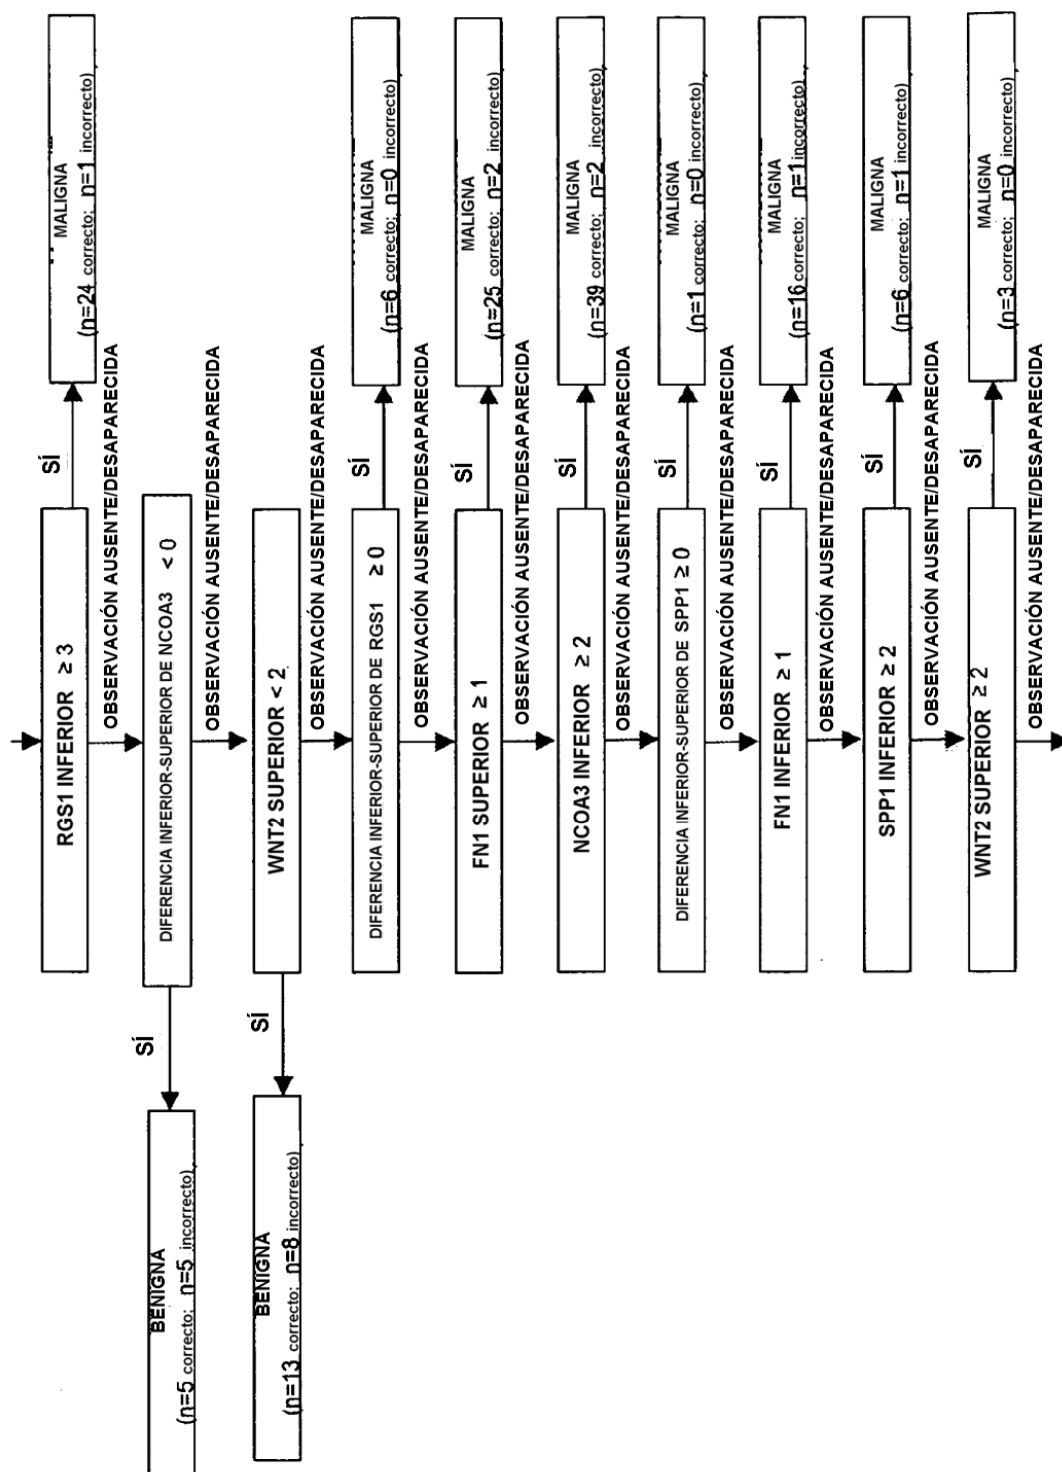 RGS1 INFERIOR ≥ 3
SÍ
MALIGNA
(n=24 correcto; n=1 incorrecto)
OBSERVACIÓN AUSENTE/DESAPARECIDA
DIFERENCIA INFERIOR-SUPERIOR DE NCOA3 < 0
SÍ
BENIGNA
(n=5 correcto; n=5 incorrecto)
OBSERVACIÓN AUSENTE/DESAPARECIDA
WNT2 SUPERIOR < 2
SÍ
BENIGNA
(n=13 correcto; n=8 incorrecto)
OBSERVACIÓN AUSENTE/DESAPARECIDA
DIFERENCIA INFERIOR-SUPERIOR DE RGS1 ≥ 0
SÍ
MALIGNA
(n=6 correcto; n=0 incorrecto)
OBSERVACIÓN AUSENTE/DESAPARECIDA
FN1 SUPERIOR ≥ 1
SÍ
MALIGNA
(n=25 correcto; n=2 incorrecto)
OBSERVACIÓN AUSENTE/DESAPARECIDA
NCOA3 INFERIOR ≥ 2
SÍ
MALIGNA
(n=39 correcto; n=2 incorrecto)
OBSERVACIÓN AUSENTE/DESAPARECIDA
DIFERENCIA INFERIOR-SUPERIOR DE SPP1 ≥ 0
SÍ
MALIGNA
(n=1 correcto; n=0 incorrecto)
OBSERVACIÓN AUSENTE/DESAPARECIDA
FN1 INFERIOR ≥ 1
SÍ
MALIGNA
(n=16 correcto; n=1 incorrecto)
OBSERVACIÓN AUSENTE/DESAPARECIDA
SPP1 INFERIOR ≥ 2
SÍ
MALIGNA
(n=6 correcto; n=1 incorrecto)
OBSERVACIÓN AUSENTE/DESAPARECIDA
WNT2 SUPERIOR ≥ 2
SÍ
MALIGNA
(n=3 correcto; n=0 incorrecto)
OBSERVACIÓN AUSENTE/DESAPARECIDA